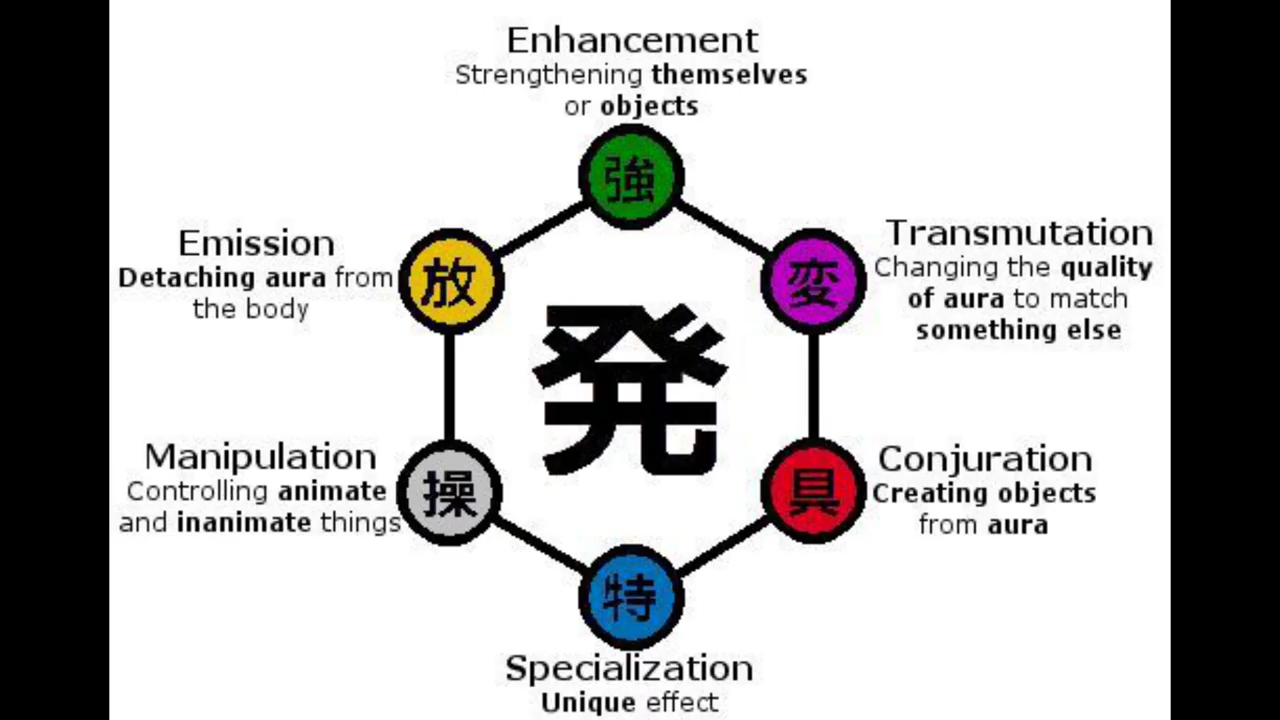 Enhancement
Strengthening themselves
or objects
強
Emission
Detaching aura from
the body
放
Transmutation
Changing the quality
of aura to match
something else
変
発
Manipulation
Controlling animate
and inanimate things
操
Conjuration
Creating objects
from aura
具
特
Specialization
Unique effect